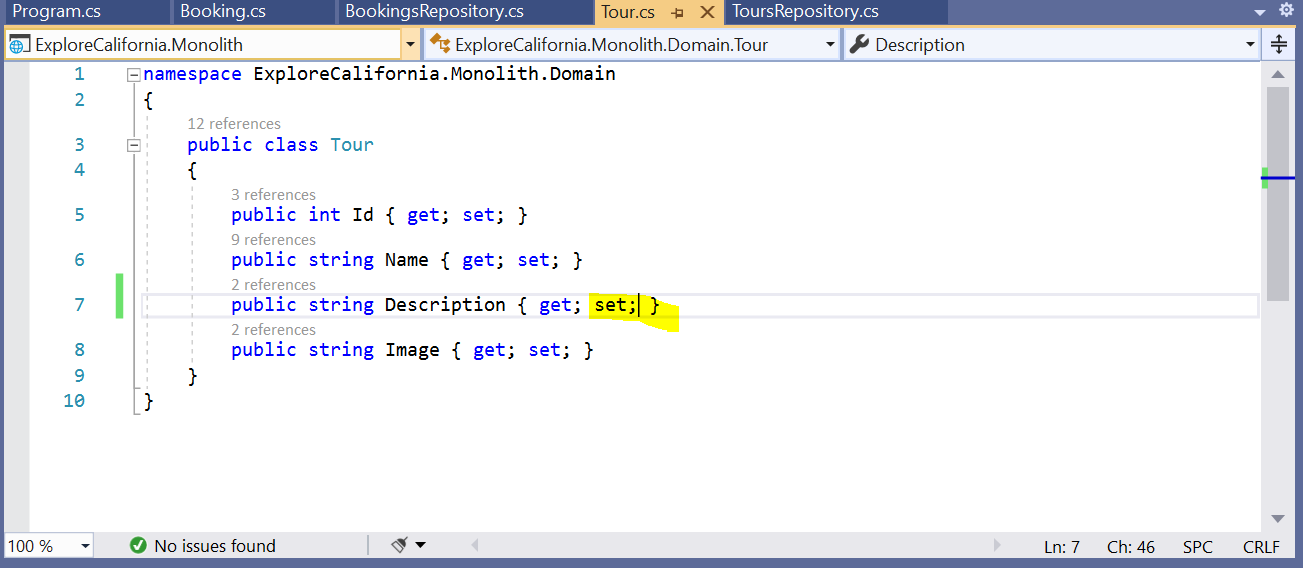 Program.cs Booking.cs BookingsRepository.cs Tour.cs ToursRepository.cs
ExploreCalifornia.Monolith ExploreCalifornia.Monolith.Domain.Tour Description
1 namespace ExploreCalifornia.Monolith.Domain
2 {
12 references
3 public class Tour
4 {
3 references
5 public int Id { get; set; }
9 references
6 public string Name { get; set; }
2 references
7 public string Description { get; set; }
2 references
8 public string Image { get; set; }
9 }
10 }
100 % No issues found Ln: 7 Ch: 46 SPC CRLF